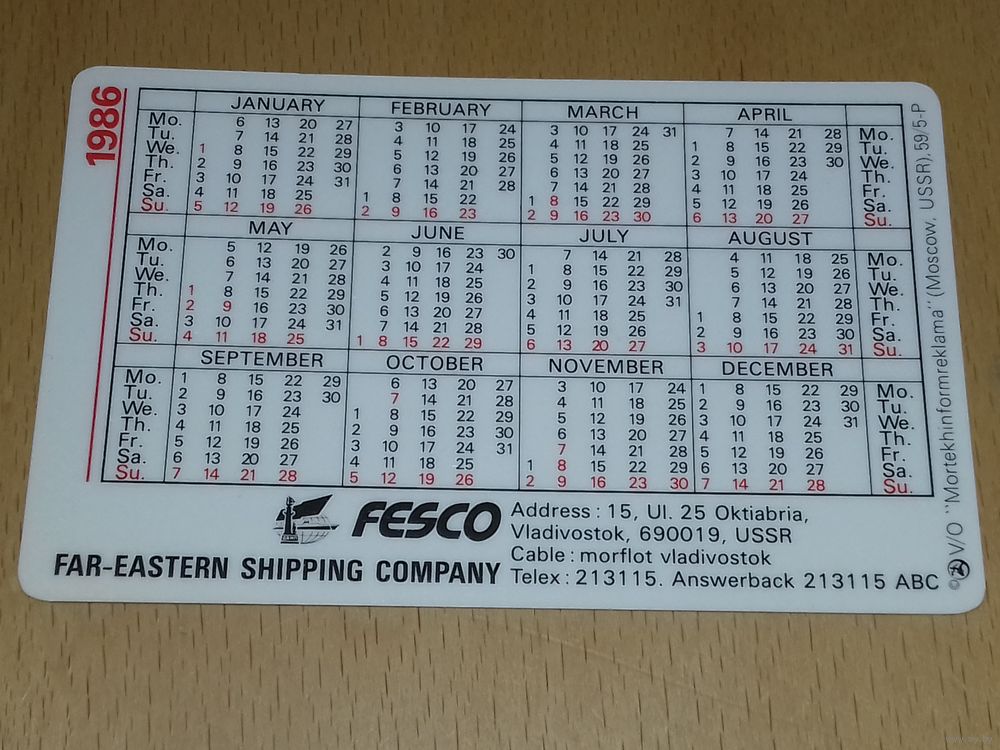 1986
JANUARY FEBRUARY MARCH APRIL
Mo. 6 13 20 27 3 10 17 24 3 10 17 24 31 7 14 21 28 Mo.
Tu. 7 14 21 28 4 11 18 25 4 11 18 25 1 8 15 22 29 Tu.
We. 1 8 15 22 29 5 12 19 26 5 12 19 26 2 9 16 23 30 We.
Th. 2 9 16 23 30 6 13 20 27 6 13 20 27 3 10 17 24 Th.
Fr. 3 10 17 24 31 7 14 21 28 7 14 21 28 4 11 18 25 Fr.
Sa. 4 11 18 25 1 8 15 22 1 8 15 22 29 5 12 19 26 Sa.
Su. 5 12 19 26 2 9 16 23 2 9 16 23 30 6 13 20 27 Su.
MAY JUNE JULY AUGUST
Mo. 5 12 19 26 2 9 16 23 30 7 14 21 28 4 11 18 25 Mo.
Tu. 6 13 20 27 3 10 17 24 1 8 15 22 29 5 12 19 26 Tu.
We. 7 14 21 28 4 11 18 25 2 9 16 23 30 6 13 20 27 We.
Th. 1 8 15 22 29 5 12 19 26 3 10 17 24 31 7 14 21 28 Th.
Fr. 2 9 16 23 30 6 13 20 27 4 11 18 25 1 8 15 22 29 Fr.
Sa. 3 10 17 24 31 7 14 21 28 5 12 19 26 2 9 16 23 30 Sa.
Su. 4 11 18 25 1 8 15 22 29 6 13 20 27 3 10 17 24 31 Su.
SEPTEMBER OCTOBER NOVEMBER DECEMBER
Mo. 1 8 15 22 29 6 13 20 27 3 10 17 24 1 8 15 22 29 Mo.
Tu. 2 9 16 23 30 7 14 21 28 4 11 18 25 2 9 16 23 30 Tu.
We. 3 10 17 24 1 8 15 22 29 5 12 19 26 3 10 17 24 31 We.
Th. 4 11 18 25 2 9 16 23 30 6 13 20 27 4 11 18 25 Th.
Fr. 5 12 19 26 3 10 17 24 31 7 14 21 28 5 12 19 26 Fr.
Sa. 6 13 20 27 4 11 18 25 1 8 15 22 29 6 13 20 27 Sa.
Su. 7 14 21 28 5 12 19 26 2 9 16 23 30 7 14 21 28 Su.
FESCO
FAR-EASTERN SHIPPING COMPANY
Address: 15, Ul. 25 Oktiabria,
Vladivostok, 690019, USSR
Cable: morflot vladivostok
Telex: 213115. Answerback 213115 ABC
© V/O "Mortekhinformreklama" (Moscow, USSR), 59/5-P